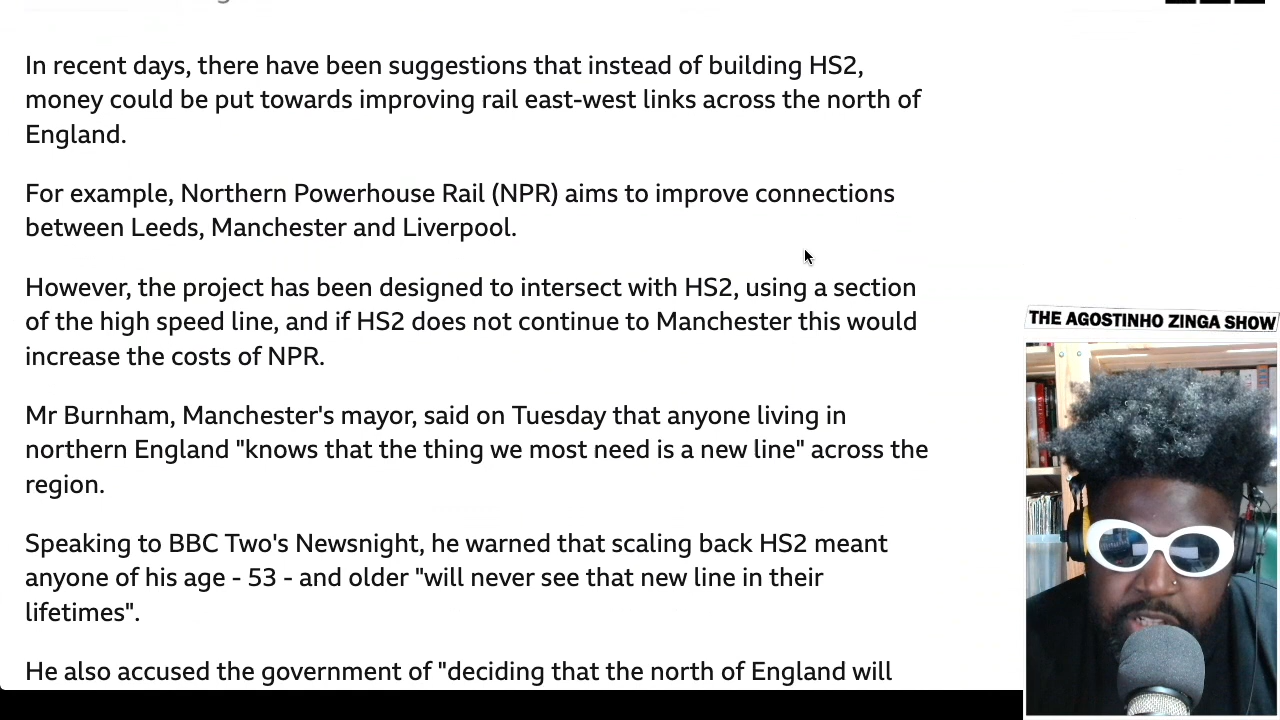 In recent days, there have been suggestions that instead of building HS2,
money could be put towards improving rail east-west links across the north of
England.
For example, Northern Powerhouse Rail (NPR) aims to improve connections
between Leeds, Manchester and Liverpool.
However, the project has been designed to intersect with HS2, using a section
of the high speed line, and if HS2 does not continue to Manchester this would
increase the costs of NPR.
Mr Burnham, Manchester's mayor, said on Tuesday that anyone living in
northern England "knows that the thing we most need is a new line" across the
region.
Speaking to BBC Two's Newsnight, he warned that scaling back HS2 meant
anyone of his age - 53 - and older "will never see that new line in their
lifetimes".
He also accused the government of "deciding that the north of England will
THE AGOSTINHO ZINGA SHOW